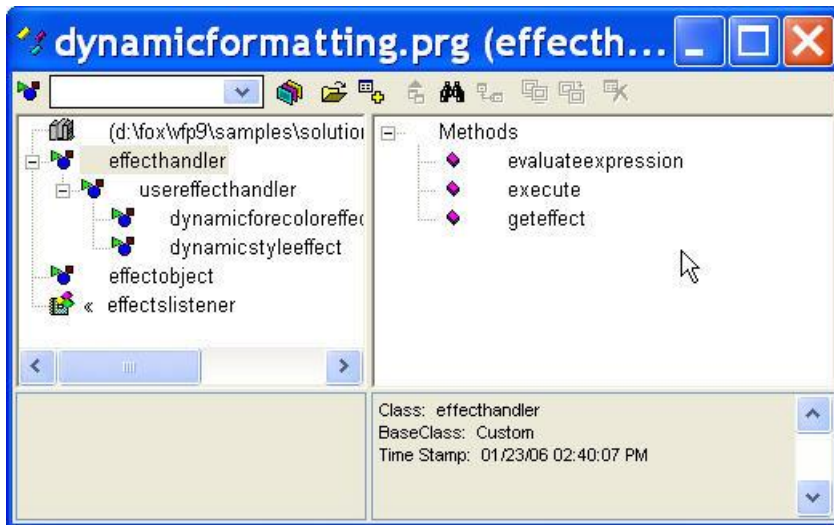 dynamicformatting.prg (effecth...
(d:\fox\vfp9\samples\solution
effecthandler
usereffecthandler
dynamicforecoloreffec
dynamicstyleeffect
effectobject
« effectslistener
Methods
evaluateexpression
execute
geteffect
Class: effecthandler
BaseClass: Custom
Time Stamp: 01/23/06 02:40:07 PM